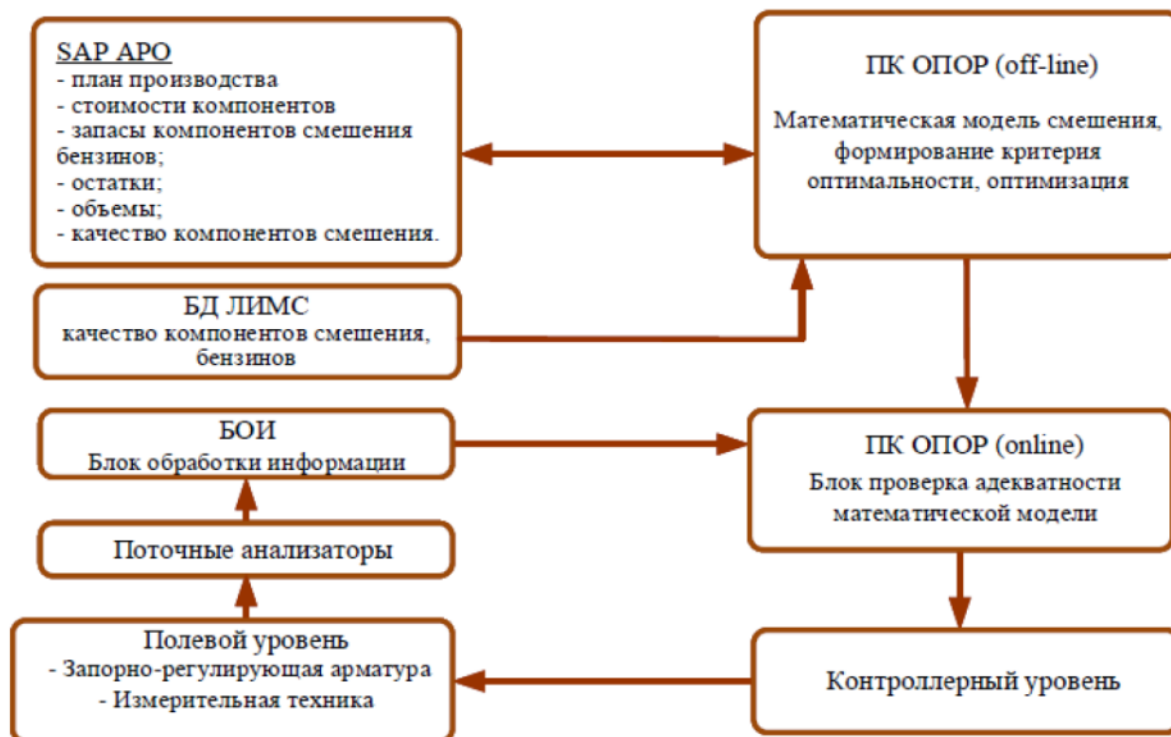 SAP APO
- план производства
- стоимости компонентов
- запасы компонентов смешения
бензинов;
- остатки;
- объемы;
- качество компонентов смешения.
ПК ОПОР (off-line)
Математическая модель смешения,
формирование критерия
оптимальности, оптимизация
БД ЛИМС
качество компонентов смешения,
бензинов
БОИ
Блок обработки информации
ПК ОПОР (online)
Блок проверка адекватности
математической модели
Поточные анализаторы
Полевой уровень
- Запорно-регулирующая арматура
- Измерительная техника
Контроллерный уровень